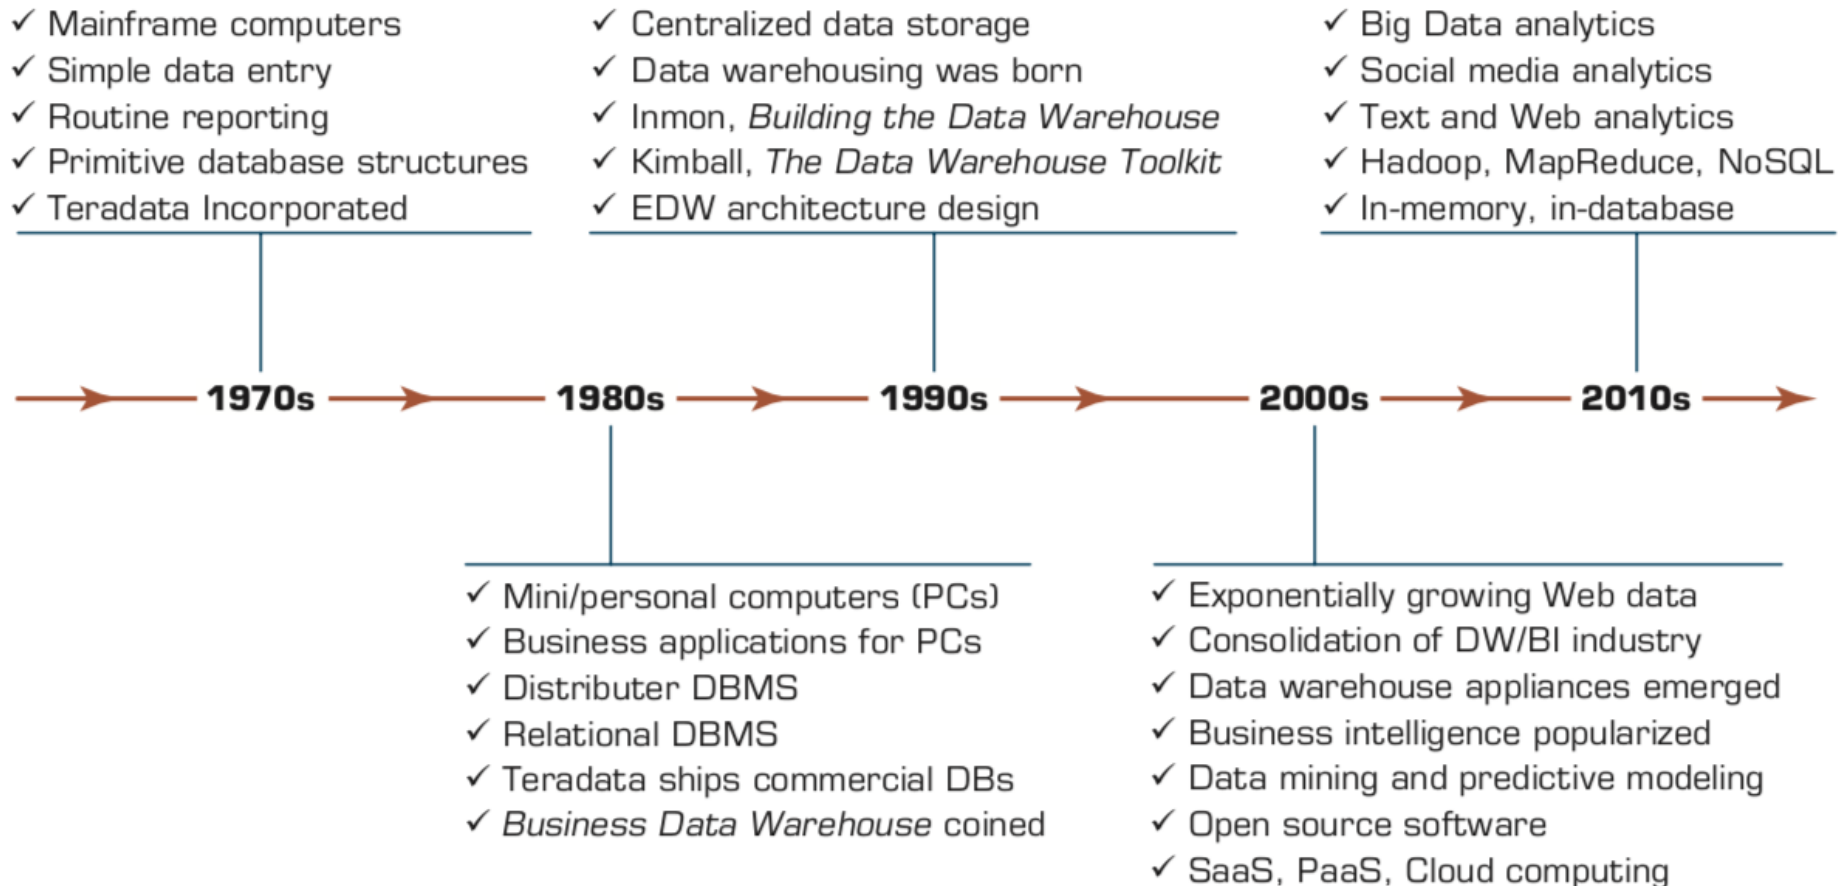 ✓ Mainframe computers
✓ Simple data entry
✓ Routine reporting
✓ Primitive database structures
✓ Teradata Incorporated
✓ Centralized data storage
✓ Data warehousing was born
✓ Inmon, Building the Data Warehouse
✓ Kimball, The Data Warehouse Toolkit
✓ EDW architecture design
✓ Big Data analytics
✓ Social media analytics
✓ Text and Web analytics
✓ Hadoop, MapReduce, NoSQL
✓ In-memory, in-database
1970s
1980s
1990s
2000s
2010s
✓ Mini/personal computers (PCs)
✓ Business applications for PCs
✓ Distributer DBMS
✓ Relational DBMS
✓ Teradata ships commercial DBs
✓ Business Data Warehouse coined
✓ Exponentially growing Web data
✓ Consolidation of DW/BI industry
✓ Data warehouse appliances emerged
✓ Business intelligence popularized
✓ Data mining and predictive modeling
✓ Open source software
✓ SaaS, PaaS, Cloud computing